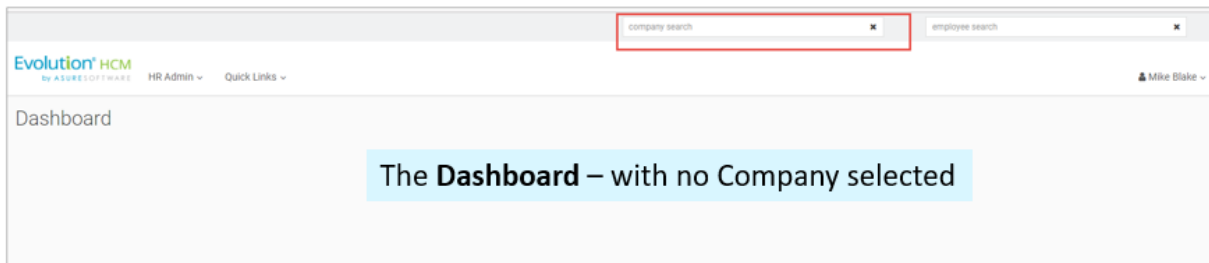 company search ✖ employee search ✖
Evolution® HCM
by ASURESOFTWARE HR Admin Quick Links Mike Blake
Dashboard
The Dashboard – with no Company selected